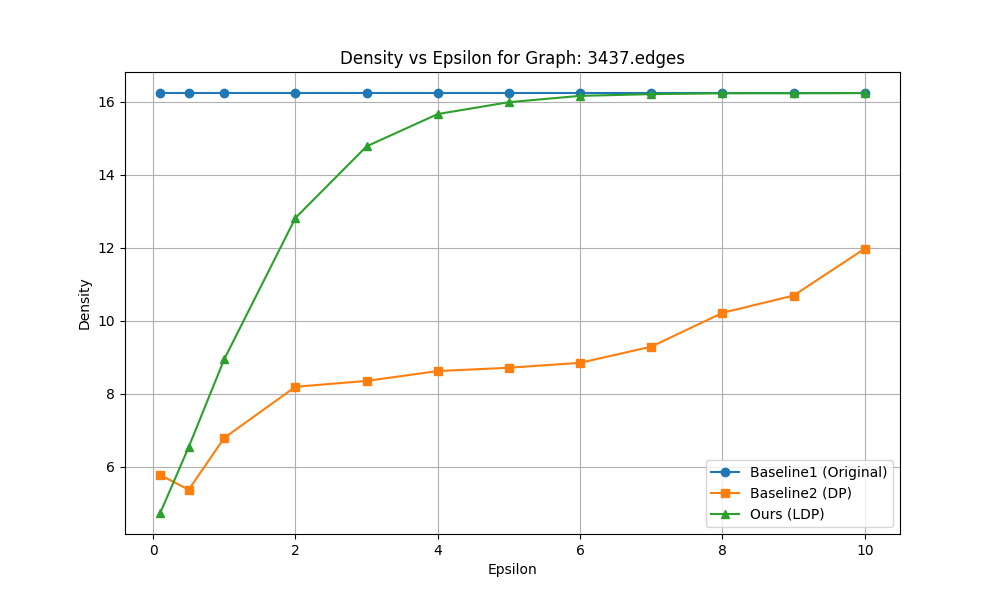 Density vs Epsilon for Graph: 3437.edges
Density
16
14
12
10
8
6
0
2
4
6
8
10
Epsilon
Baseline1 (Original)
Baseline2 (DP)
Ours (LDP)